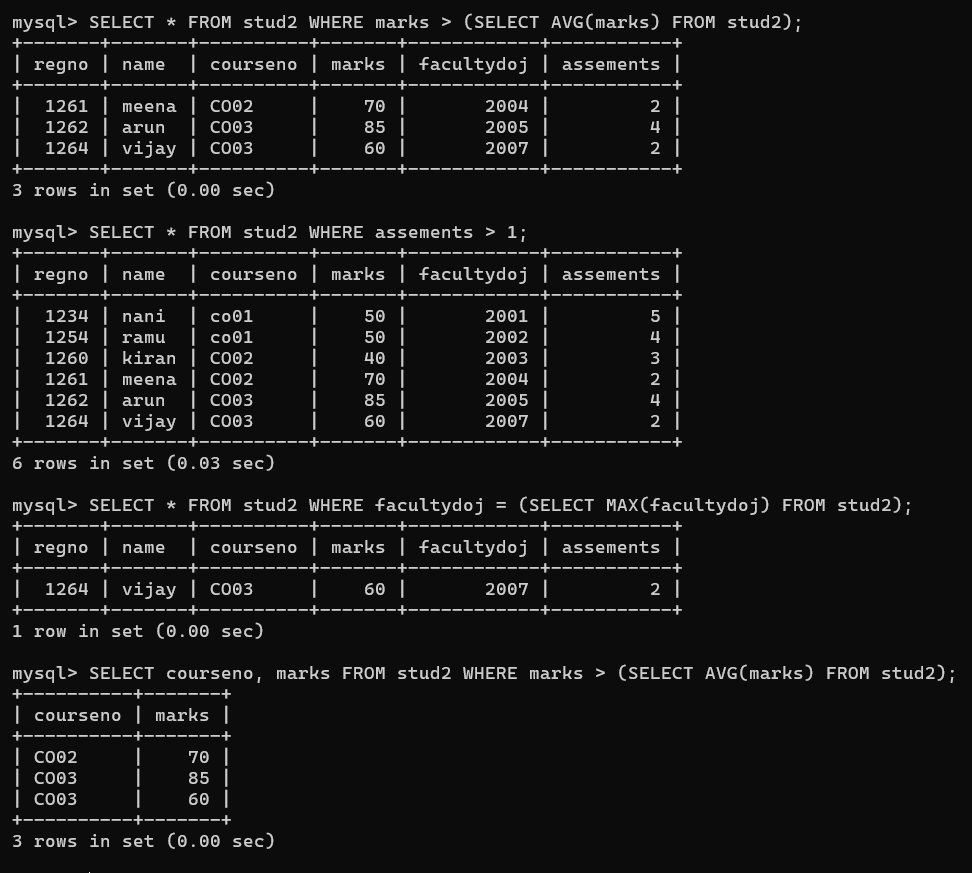 mysql> SELECT * FROM stud2 WHERE marks > (SELECT AVG(marks) FROM stud2);
+-------+-------+----------+-------+------------+-----------+
| regno | name  | courseno | marks | facultydoj | assements |
+-------+-------+----------+-------+------------+-----------+
|  1261 | meena | CO02     |    70 |       2004 |         2 |
|  1262 | arun  | CO03     |    85 |       2005 |         4 |
|  1264 | vijay | CO03     |    60 |       2007 |         2 |
+-------+-------+----------+-------+------------+-----------+
3 rows in set (0.00 sec)

mysql> SELECT * FROM stud2 WHERE assements > 1;
+-------+-------+----------+-------+------------+-----------+
| regno | name  | courseno | marks | facultydoj | assements |
+-------+-------+----------+-------+------------+-----------+
|  1234 | nani  | co01     |    50 |       2001 |         5 |
|  1254 | ramu  | co01     |    50 |       2002 |         4 |
|  1260 | kiran | CO02     |    40 |       2003 |         3 |
|  1261 | meena | CO02     |    70 |       2004 |         2 |
|  1262 | arun  | CO03     |    85 |       2005 |         4 |
|  1264 | vijay | CO03     |    60 |       2007 |         2 |
+-------+-------+----------+-------+------------+-----------+
6 rows in set (0.03 sec)

mysql> SELECT * FROM stud2 WHERE facultydoj = (SELECT MAX(facultydoj) FROM stud2);
+-------+-------+----------+-------+------------+-----------+
| regno | name  | courseno | marks | facultydoj | assements |
+-------+-------+----------+-------+------------+-----------+
|  1264 | vijay | CO03     |    60 |       2007 |         2 |
+-------+-------+----------+-------+------------+-----------+
1 row in set (0.00 sec)

mysql> SELECT courseno, marks FROM stud2 WHERE marks > (SELECT AVG(marks) FROM stud2);
+----------+-------+
| courseno | marks |
+----------+-------+
| CO02     |    70 |
| CO03     |    85 |
| CO03     |    60 |
+----------+-------+
3 rows in set (0.00 sec)